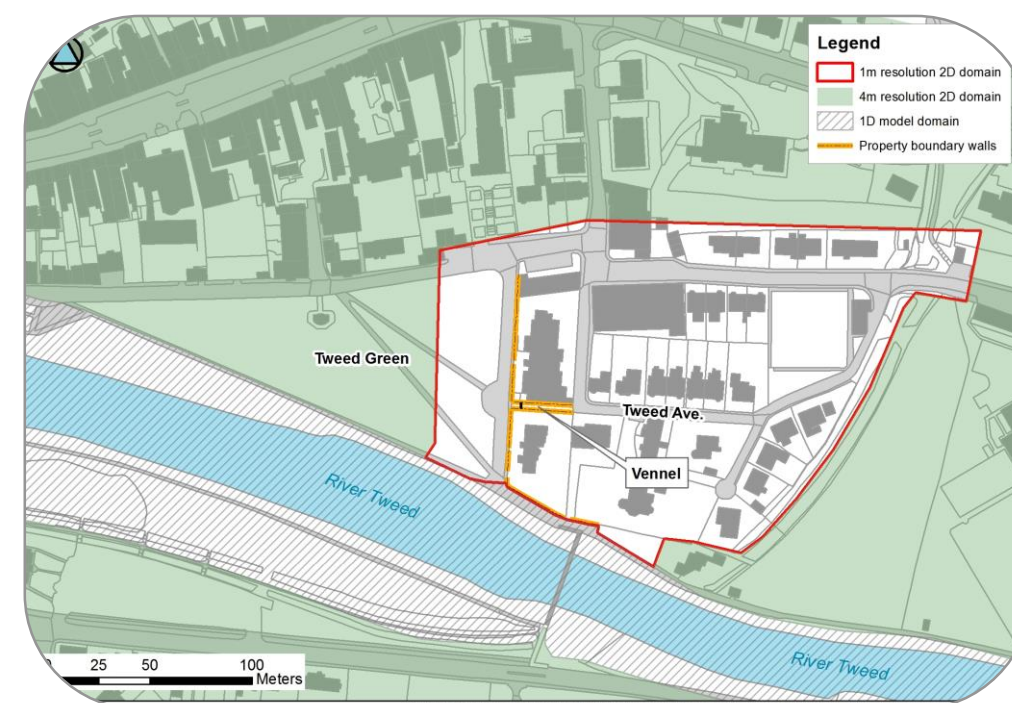 Legend
1m resolution 2D domain
4m resolution 2D domain
1D model domain
Property boundary walls
Tweed Green
Tweed Ave.
Vennel
River Tweed
River Tweed
25 50 100
Meters